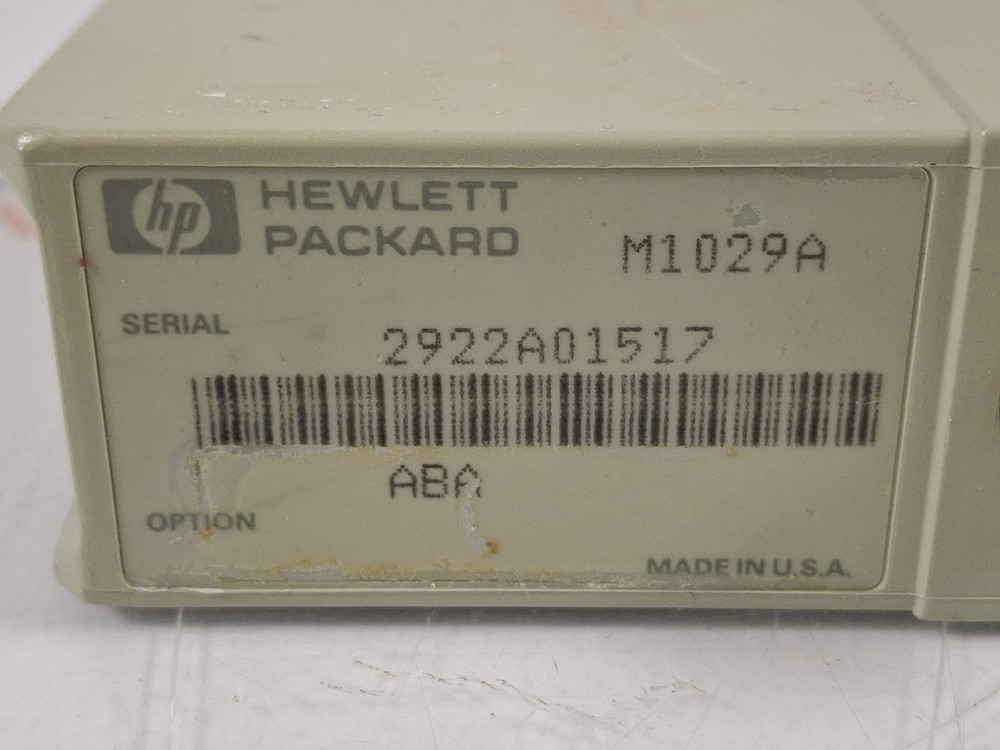 hp HEWLETT
PACKARD
M1029A
SERIAL
2922A01517
ABA
OPTION
MADE IN U.S.A.